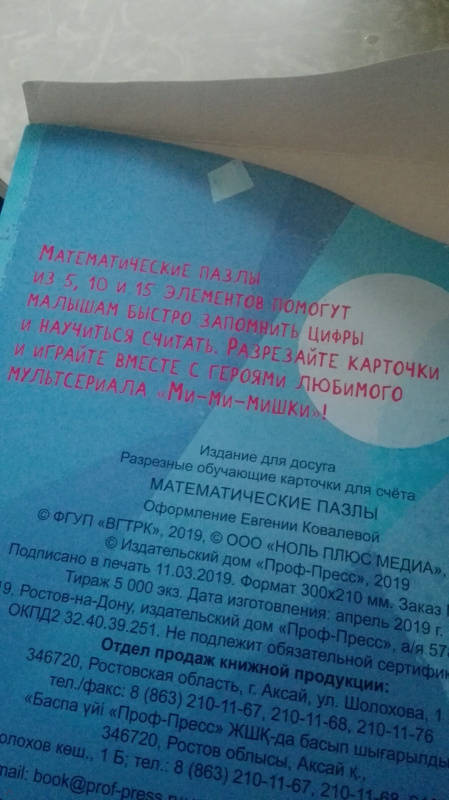 Математические пазлы
из 5, 10 и 15 элементов помогут
малышам быстро запомнить цифры
и научиться считать. Разрезайте карточки
и играйте вместе с героями любимого
мультсериала «Ми-ми-мишки»!
Издание для досуга
Разрезные обучающие карточки для счёта
МАТЕМАТИЧЕСКИЕ ПАЗЛЫ
Оформление Евгении Ковалевой
© ФГУП «ВГТРК», 2019, © ООО «НОЛЬ ПЛЮС МЕДИА»,
© Издательский дом «Проф-Пресс», 2019
Подписано в печать 11.03.2019. Формат 300х210 мм. Заказ
Тираж 5 000 экз. Дата изготовления: апрель 2019 г.
Ростов-на-Дону, издательский дом «Проф-Пресс», а/я
ОКПД2 32.40.39.251. Не подлежит обязательной
Отдел продаж книжной продукции:
346720, Ростовская область, г. Аксай, ул. Шолохова, 1
тел./факс: 8 (863) 210-11-67, 210-11-68, 210-11-76
«Баспа үйі «Проф-Пресс» ЖШҚ-да басып шығарылды
346720, Ростов облысы, Аксай қ.,
көш., 1 Б; тел.: 8 (863) 210-11-67, 210-11-68,